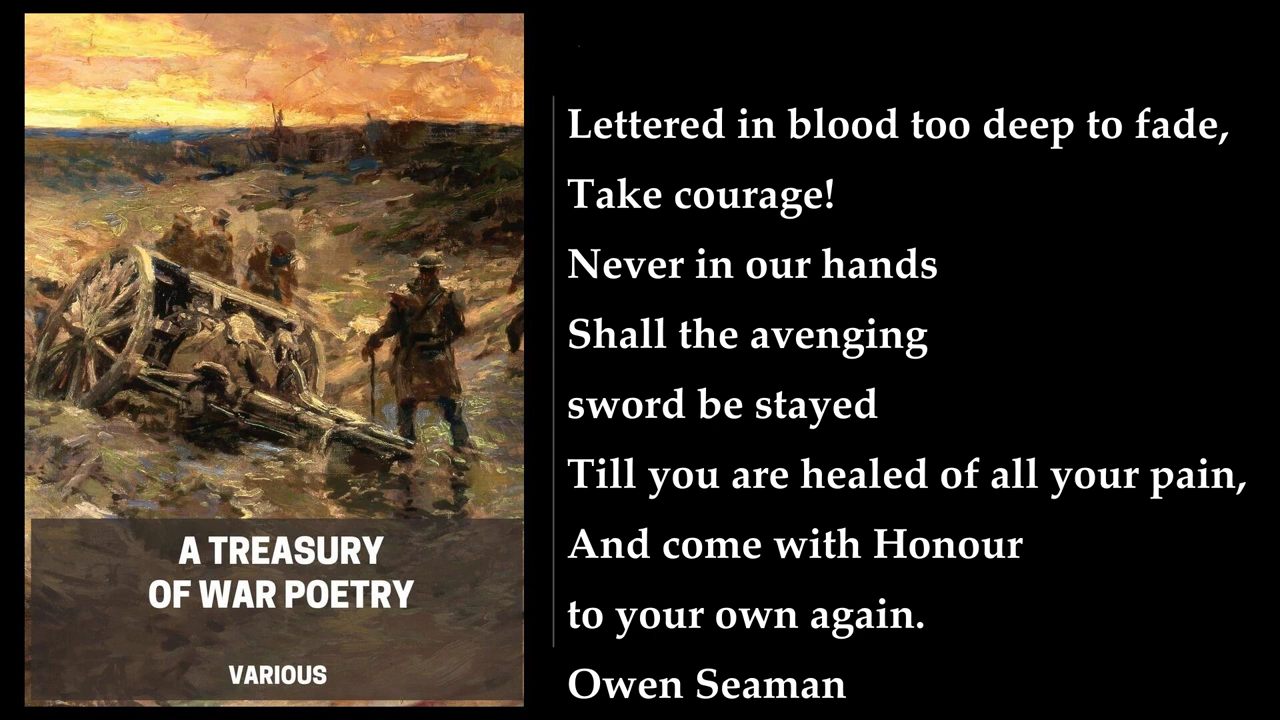 A TREASURY
OF WAR POETRY
VARIOUS
Lettered in blood too deep to fade,
Take courage!
Never in our hands
Shall the avenging
sword be stayed
Till you are healed of all your pain,
And come with Honour
to your own again.
Owen Seaman